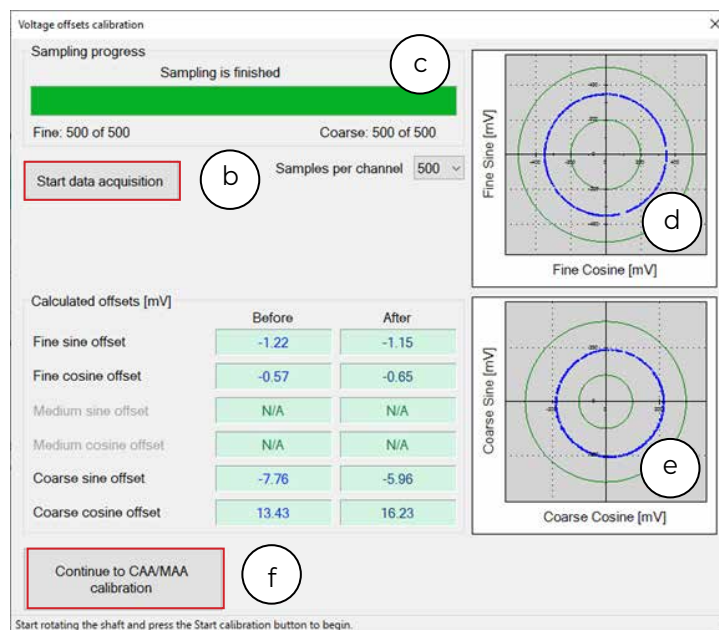 Voltage offsets calibration
Sampling progress
Sampling is finished
c
Fine: 500 of 500
Coarse: 500 of 500
Start data acquisition
b
Samples per channel 500
Fine Sine [mV]
d
Fine Cosine [mV]
Calculated offsets [mV]
Before After
Fine sine offset -1.22 -1.15
Fine cosine offset -0.57 -0.65
Medium sine offset N/A N/A
Medium cosine offset N/A N/A
Coarse sine offset -7.76 -5.96
Coarse cosine offset 13.43 16.23
Coarse Sine [mV]
e
Coarse Cosine [mV]
Continue to CAA/MAA
calibration
f
Start rotating the shaft and press the Start calibration button to begin.